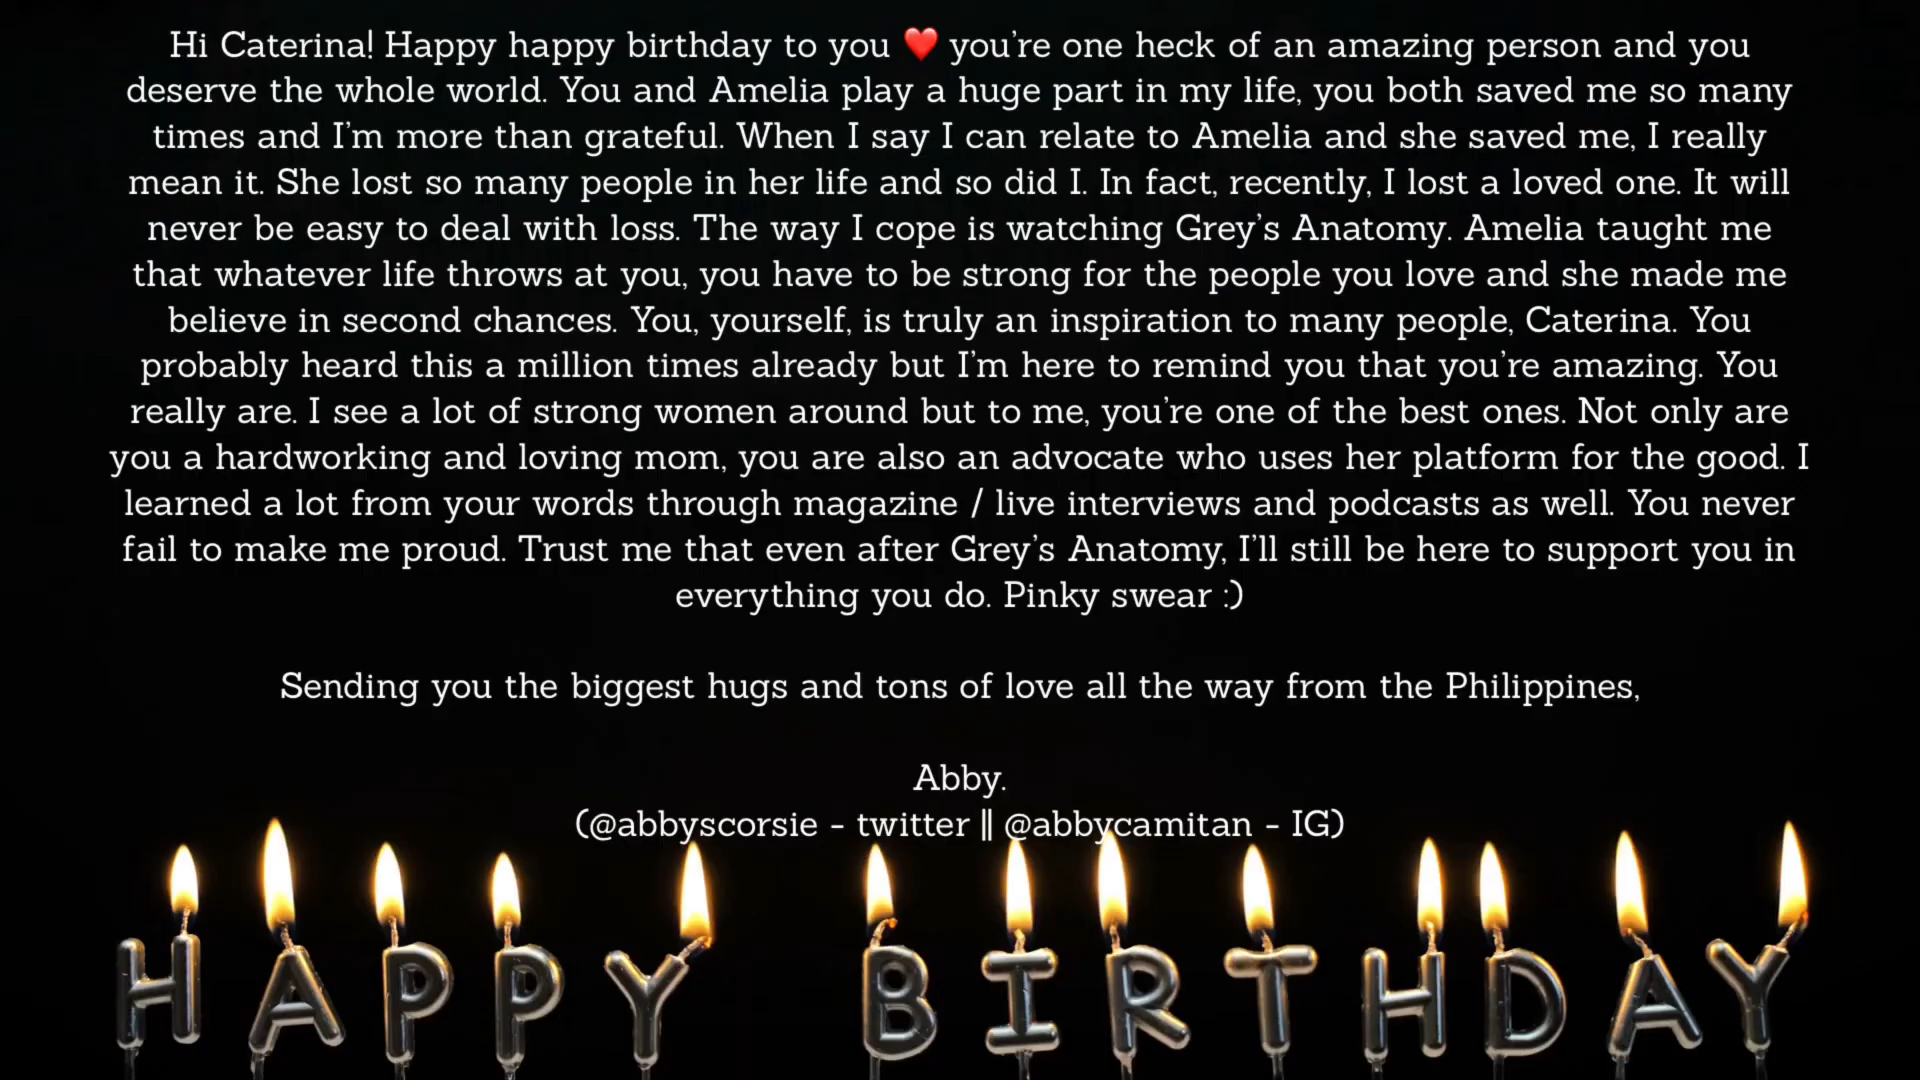 Hi Caterina! Happy happy birthday to you ❤️ you're one heck of an amazing person and you
deserve the whole world. You and Amelia play a huge part in my life, you both saved me so many
times and I'm more than grateful. When I say I can relate to Amelia and she saved me, I really
mean it. She lost so many people in her life and so did I. In fact, recently, I lost a loved one. It will
never be easy to deal with loss. The way I cope is watching Grey's Anatomy. Amelia taught me
that whatever life throws at you, you have to be strong for the people you love and she made me
believe in second chances. You, yourself, is truly an inspiration to many people, Caterina. You
probably heard this a million times already but I'm here to remind you that you're amazing. You
really are. I see a lot of strong women around but to me, you're one of the best ones. Not only are
you a hardworking and loving mom, you are also an advocate who uses her platform for the good. I
learned a lot from your words through magazine / live interviews and podcasts as well. You never
fail to make me proud. Trust me that even after Grey's Anatomy, I'll still be here to support you in
everything you do. Pinky swear :)
Sending you the biggest hugs and tons of love all the way from the Philippines,
Abby.
(@abbyscorsie - twitter || @abbycamitan - IG)
HAPPY BIRTHDAY